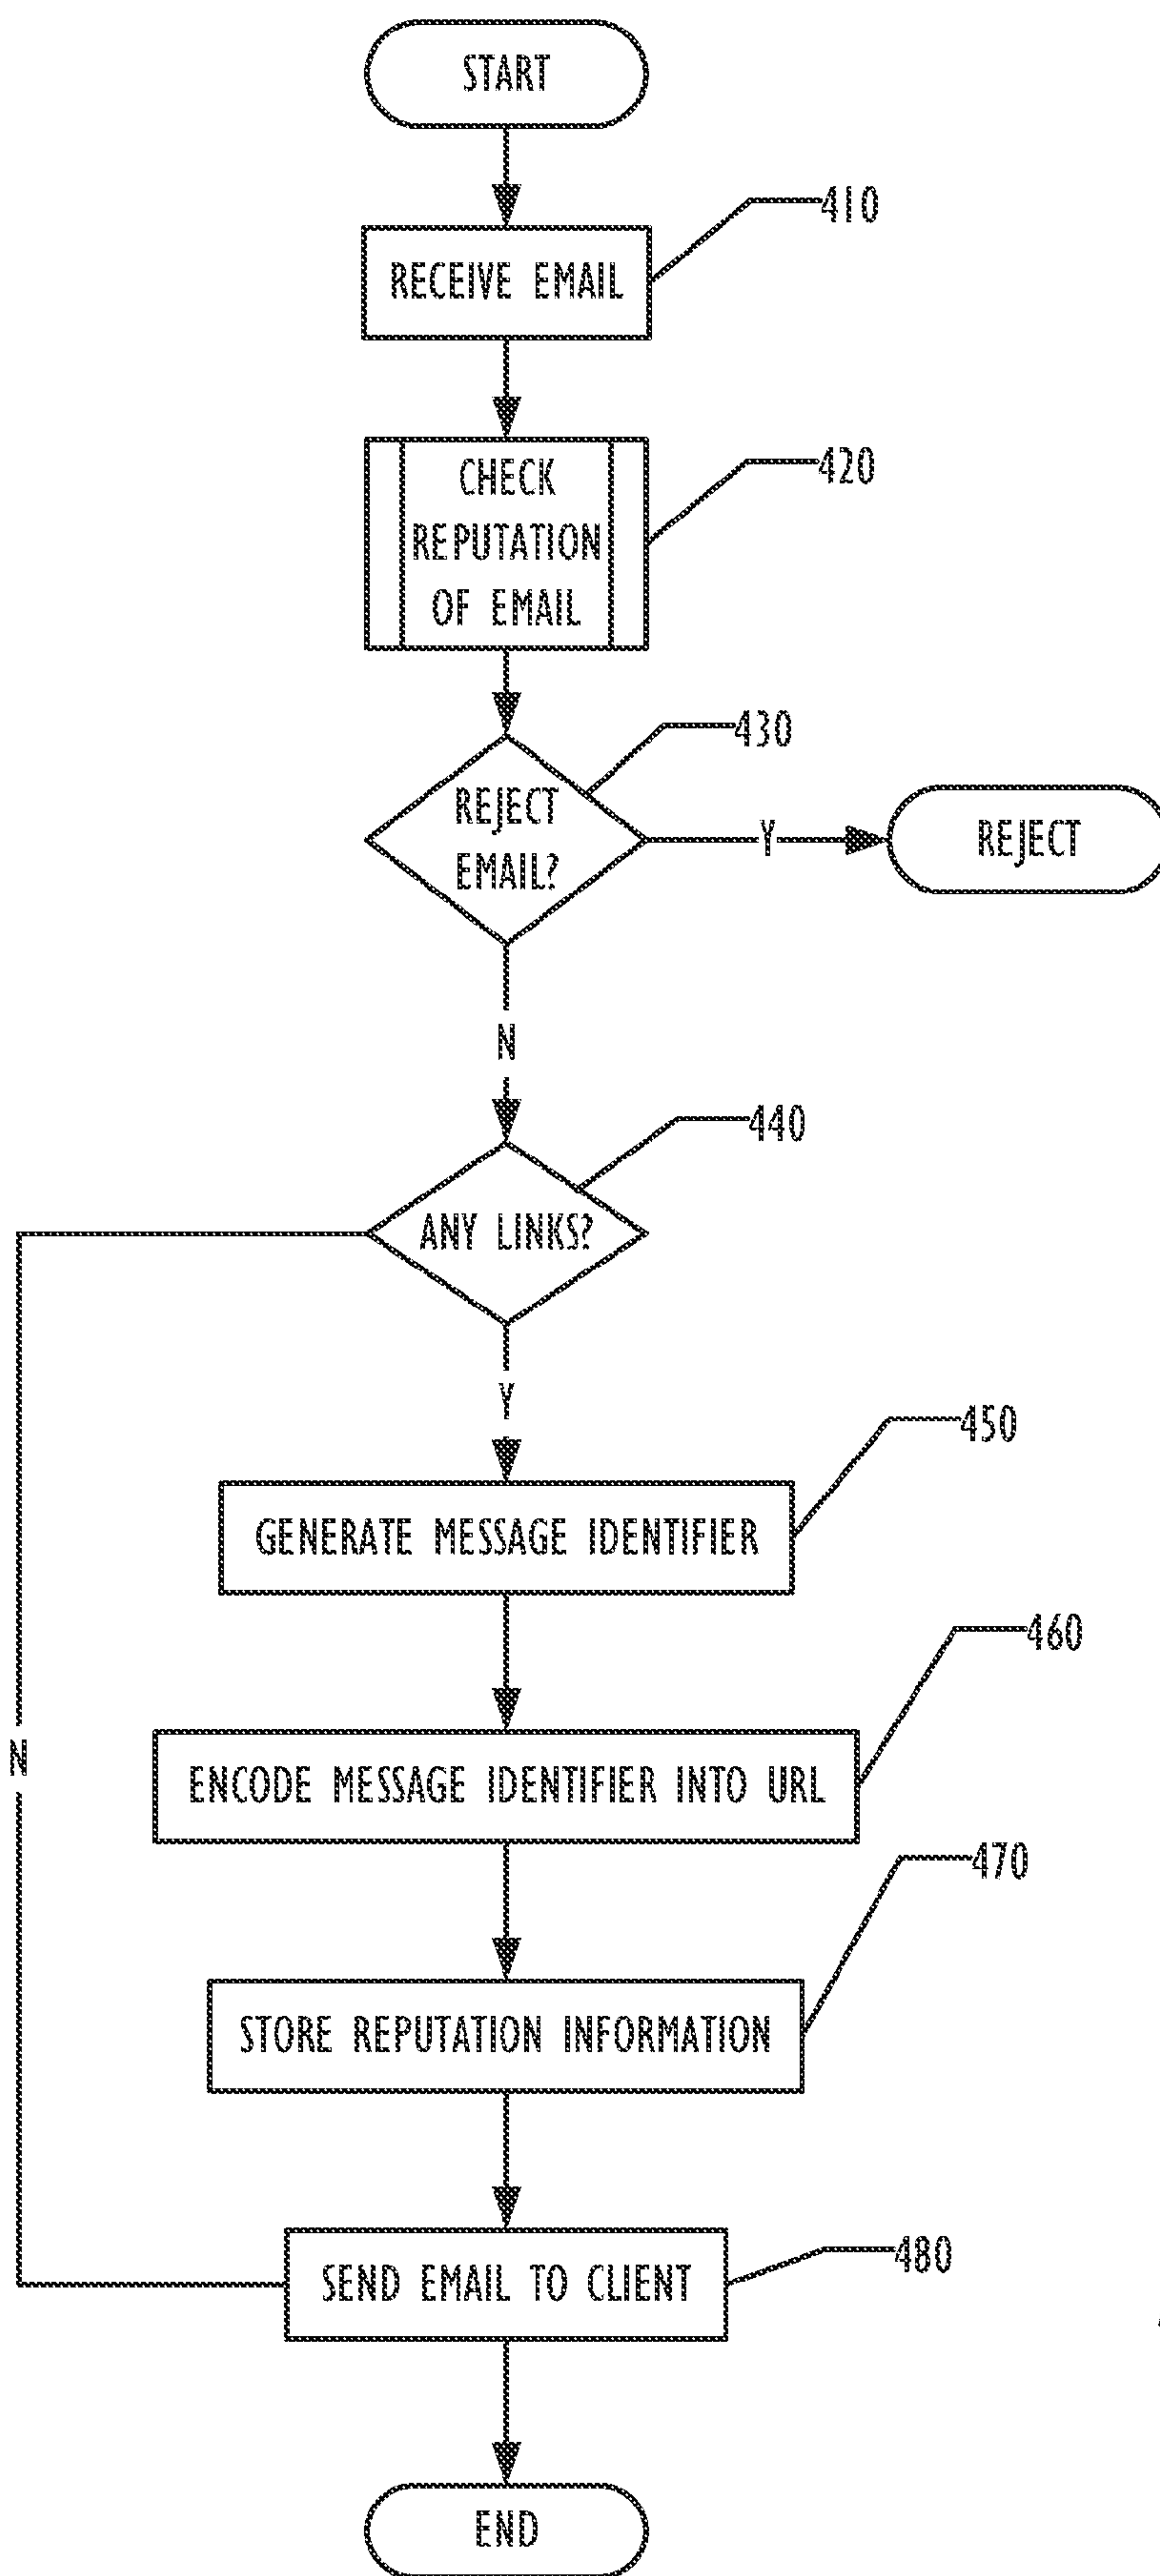 START
410
RECEIVE EMAIL
420
CHECK
REPUTATION
OF EMAIL
430
REJECT
EMAIL?
Y
REJECT
N
440
ANY LINKS?
Y
450
GENERATE MESSAGE IDENTIFIER
460
N
ENCODE MESSAGE IDENTIFIER INTO URL
470
STORE REPUTATION INFORMATION
480
SEND EMAIL TO CLIENT
END